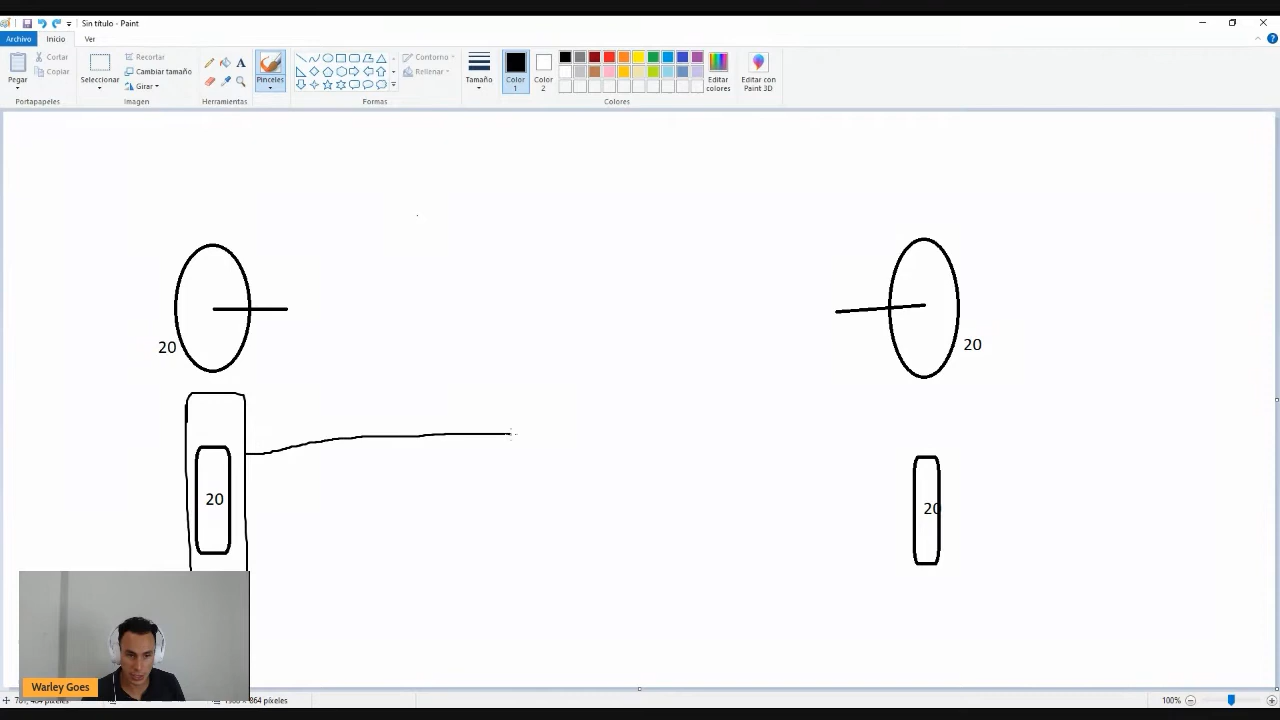 Sin título - Paint
Archivo Inicio Ver
Pegar
Cortar
Copiar
Portapapeles
Seleccionar
Recortar
Cambiar tamaño
Girar
Imagen
A
Herramientas
Pinceles
Contorno
Rellenar
Formas
Tamaño
Color 1
Color 2
Editar colores
Colores
Editar con Paint 3D
20
20
20
20
Warley Goes
píxeles
864 píxeles
100%